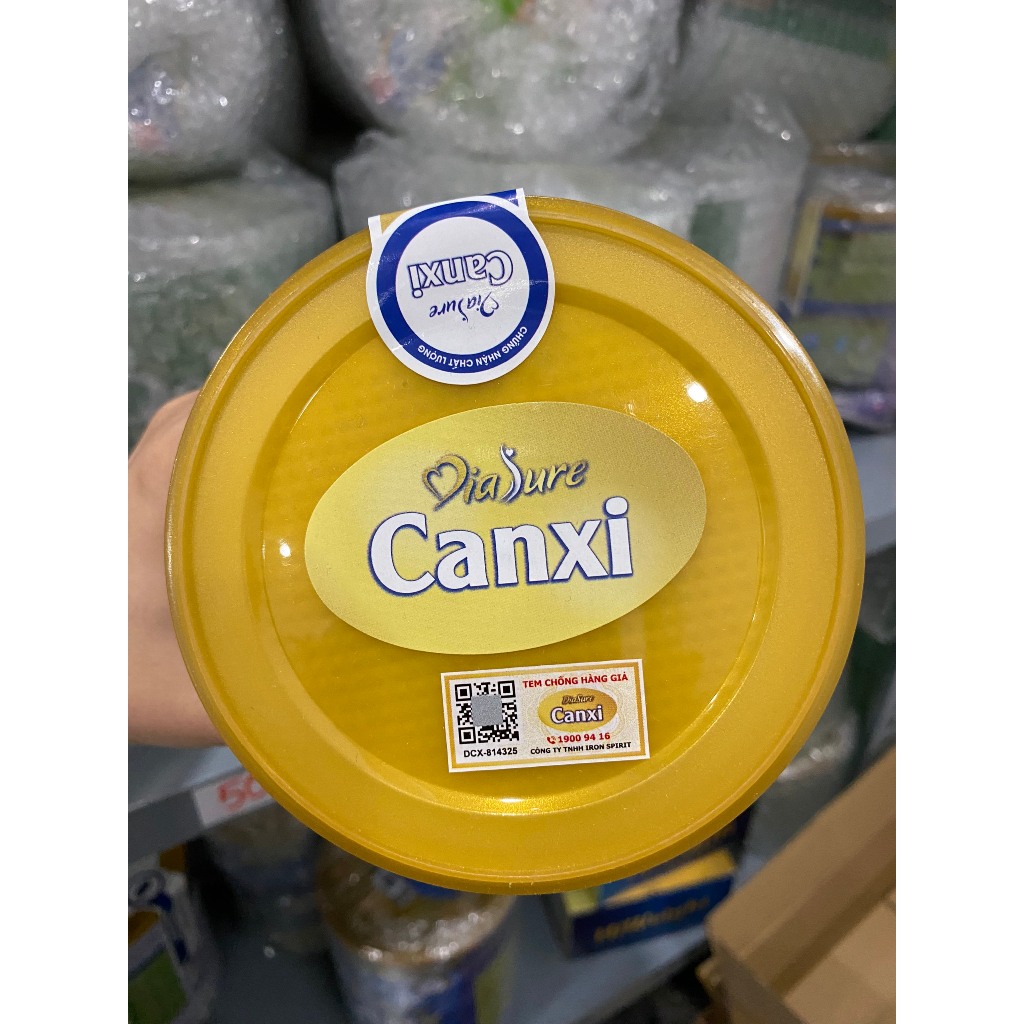 DiaSure
Canxi
CHỨNG NHẬN CHẤT LƯỢNG
DiaSure
Canxi
TEM CHỐNG HÀNG GIẢ
DiaSure
Canxi
1900 94 16
DCX-814325
CÔNG TY TNHH IRON SPIRIT
50